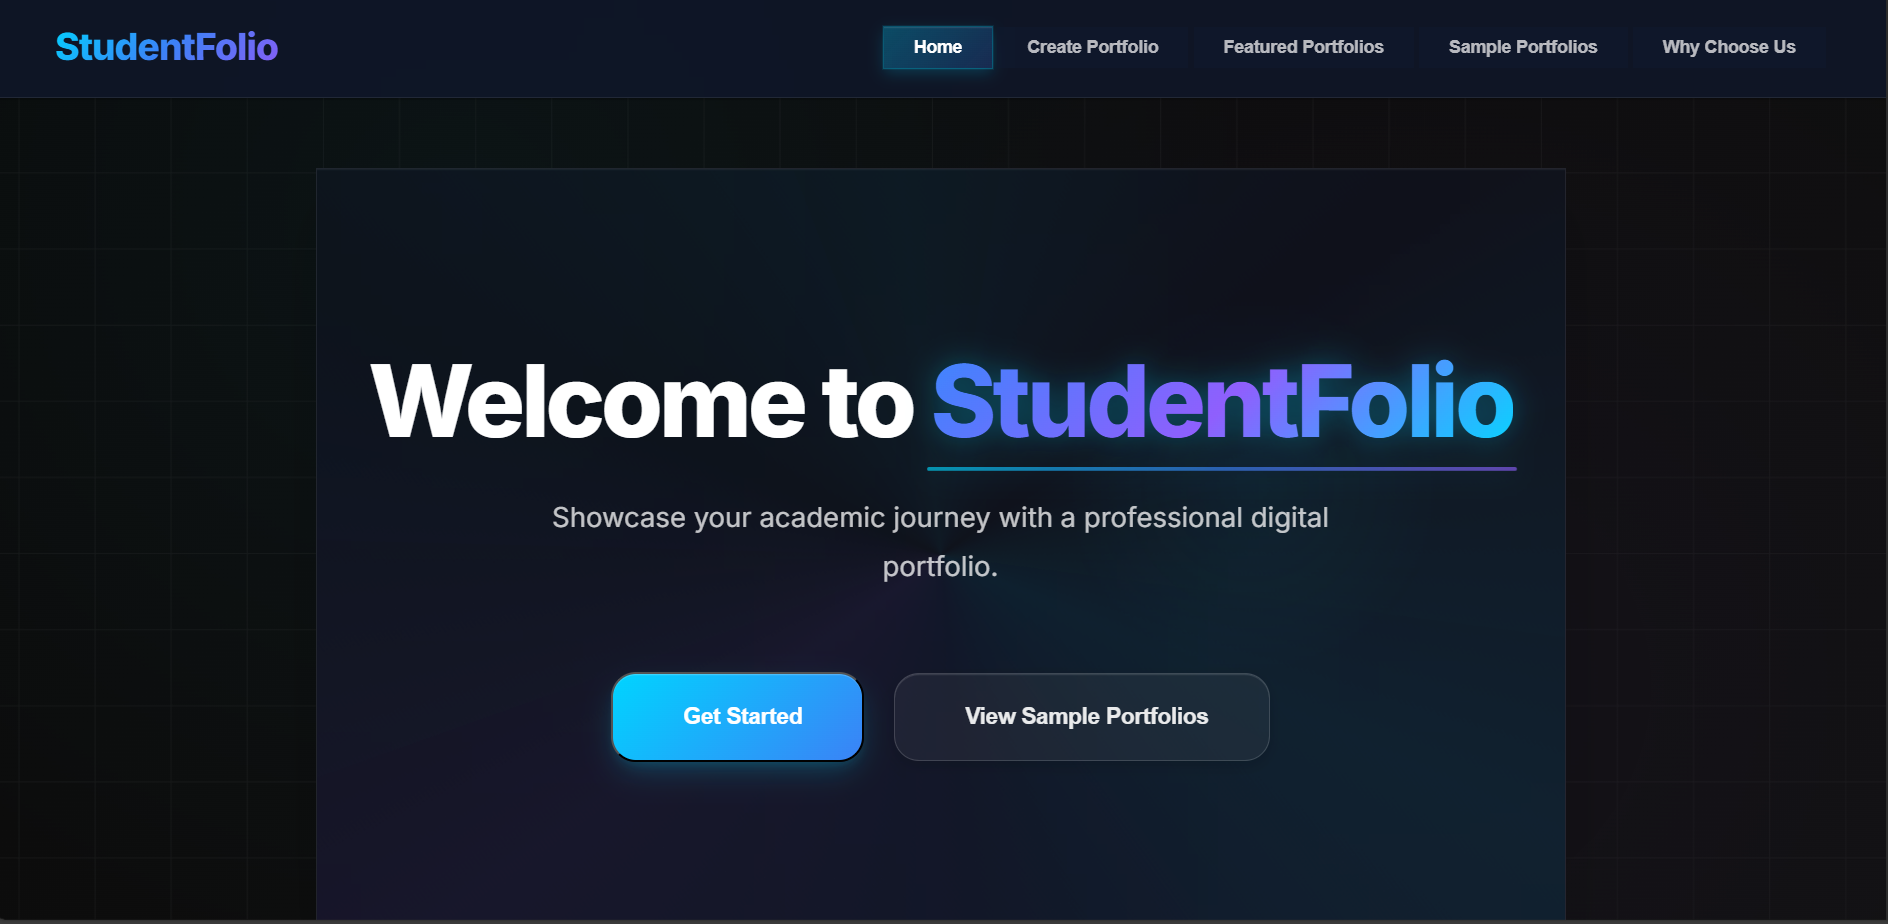 StudentFolio
Home
Create Portfolio
Featured Portfolios
Sample Portfolios
Why Choose Us
Welcome to StudentFolio
Showcase your academic journey with a professional digital
portfolio.
Get Started
View Sample Portfolios